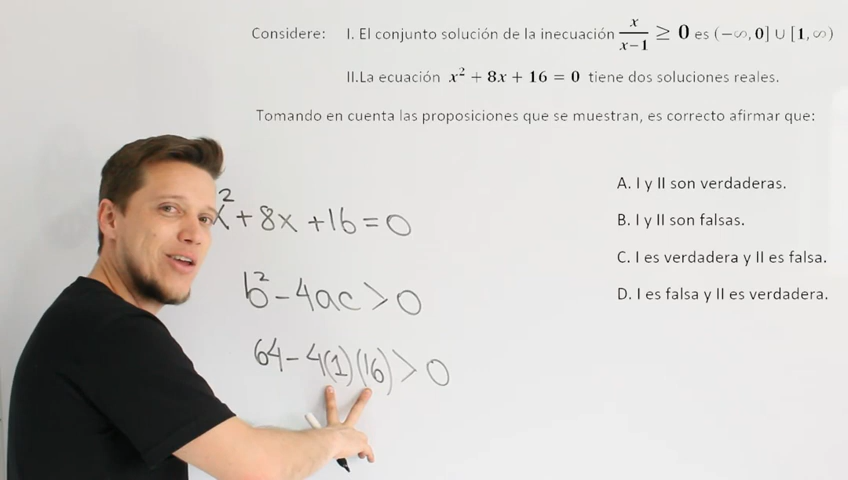 Considere: I. El conjunto solución de la inecuación x/x−1 ≥ 0 es (−∞, 0] ∪ [1, ∞)
II.La ecuación x² + 8x + 16 = 0 tiene dos soluciones reales.
Tomando en cuenta las proposiciones que se muestran, es correcto afirmar que:
A. I y II son verdaderas.
B. I y II son falsas.
C. I es verdadera y II es falsa.
D. I es falsa y II es verdadera.
x² + 8x + 16 = 0
b² − 4ac > 0
64 − 4(1)(16) > 0